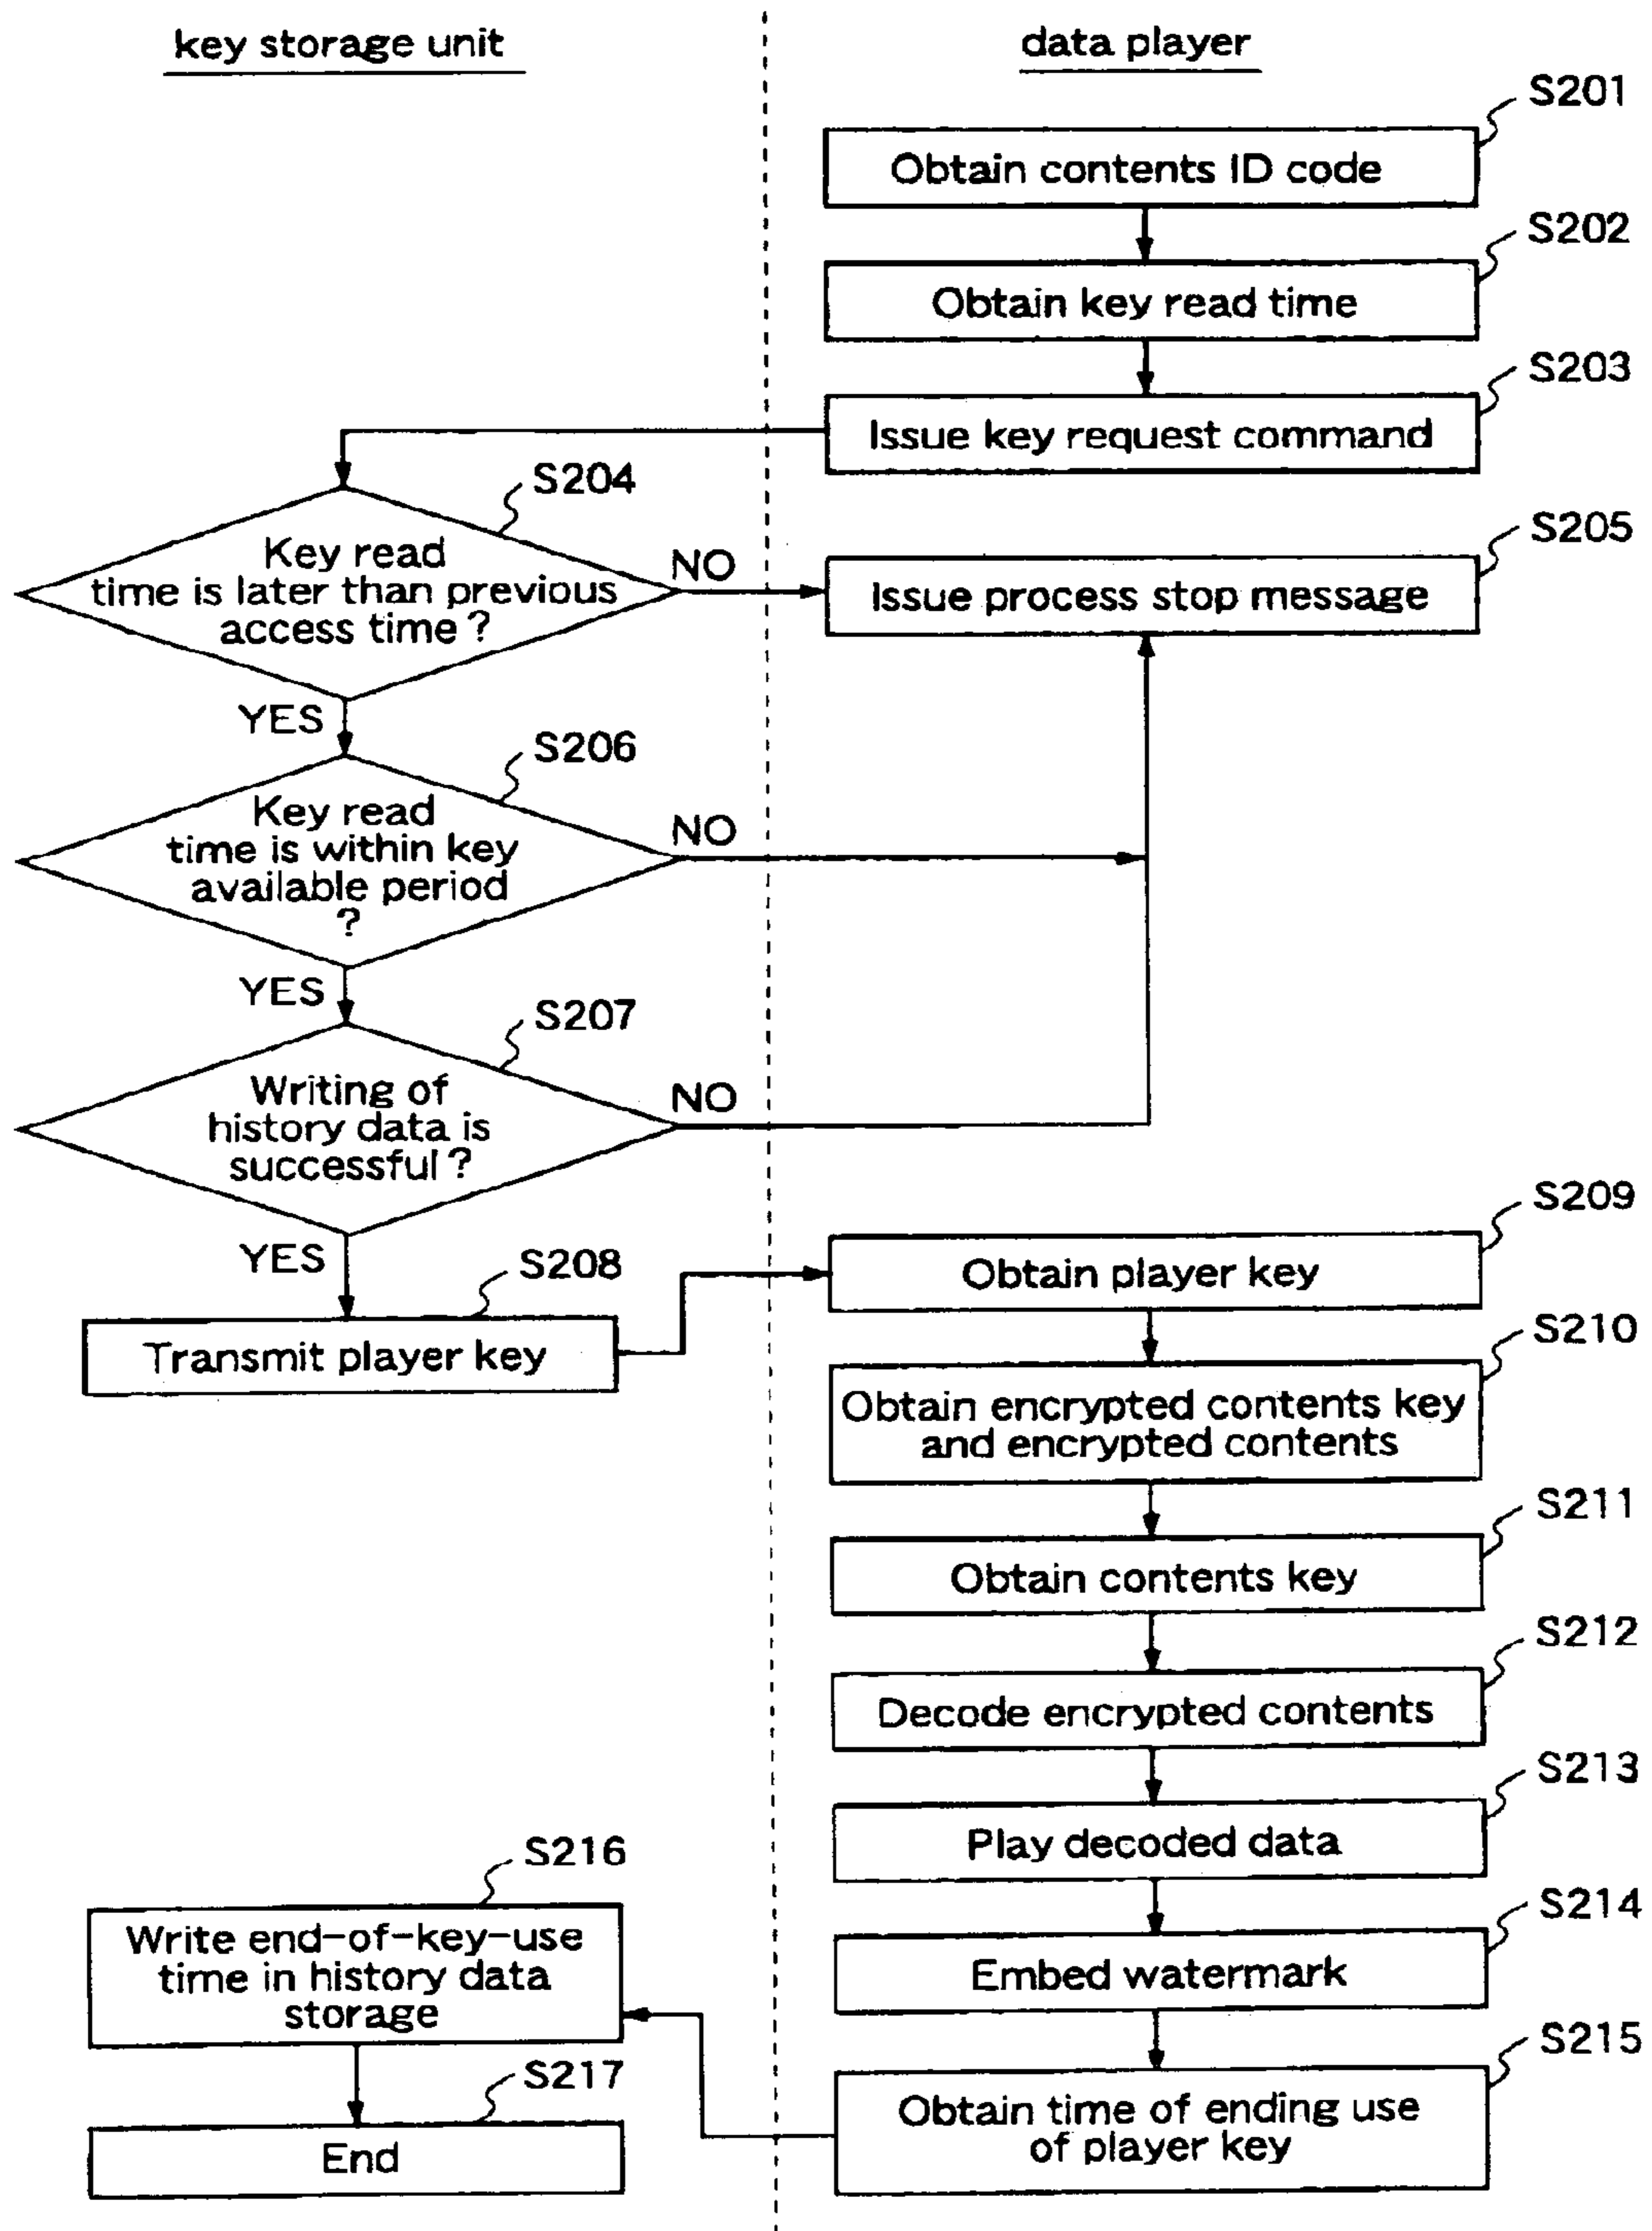 key storage unit
data player
S201
Obtain contents ID code
S202
Obtain key read time
S203
Issue key request command
S204
Key read
time is later than previous
access time ?
NO
YES
S205
Issue process stop message
S206
Key read
time is within key
available period
?
NO
YES
S207
Writing of
history data is
successful ?
NO
YES
S208
Transmit player key
S209
Obtain player key
S210
Obtain encrypted contents key
and encrypted contents
S211
Obtain contents key
S212
Decode encrypted contents
S213
Play decoded data
S214
Embed watermark
S215
Obtain time of ending use
of player key
S216
Write end-of-key-use
time in history data
storage
S217
End